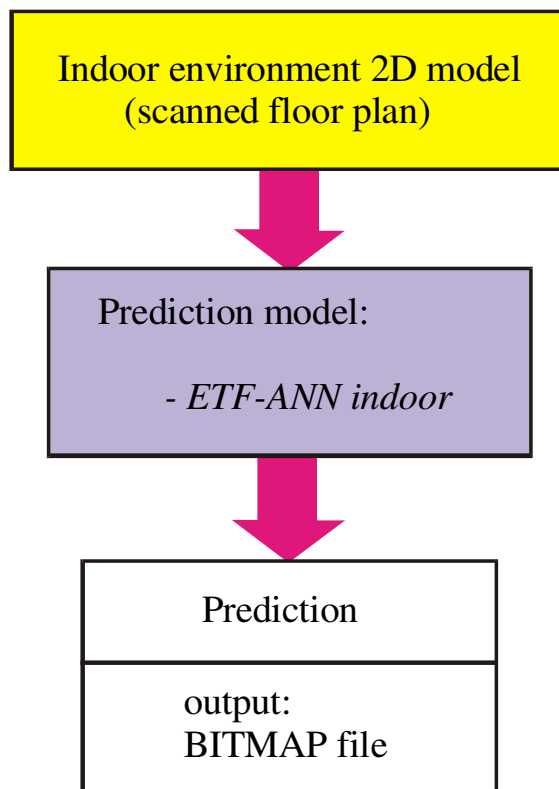 Indoor environment 2D model
(scanned floor plan)
Prediction model:
- ETF-ANN indoor
Prediction
output:
BITMAP file